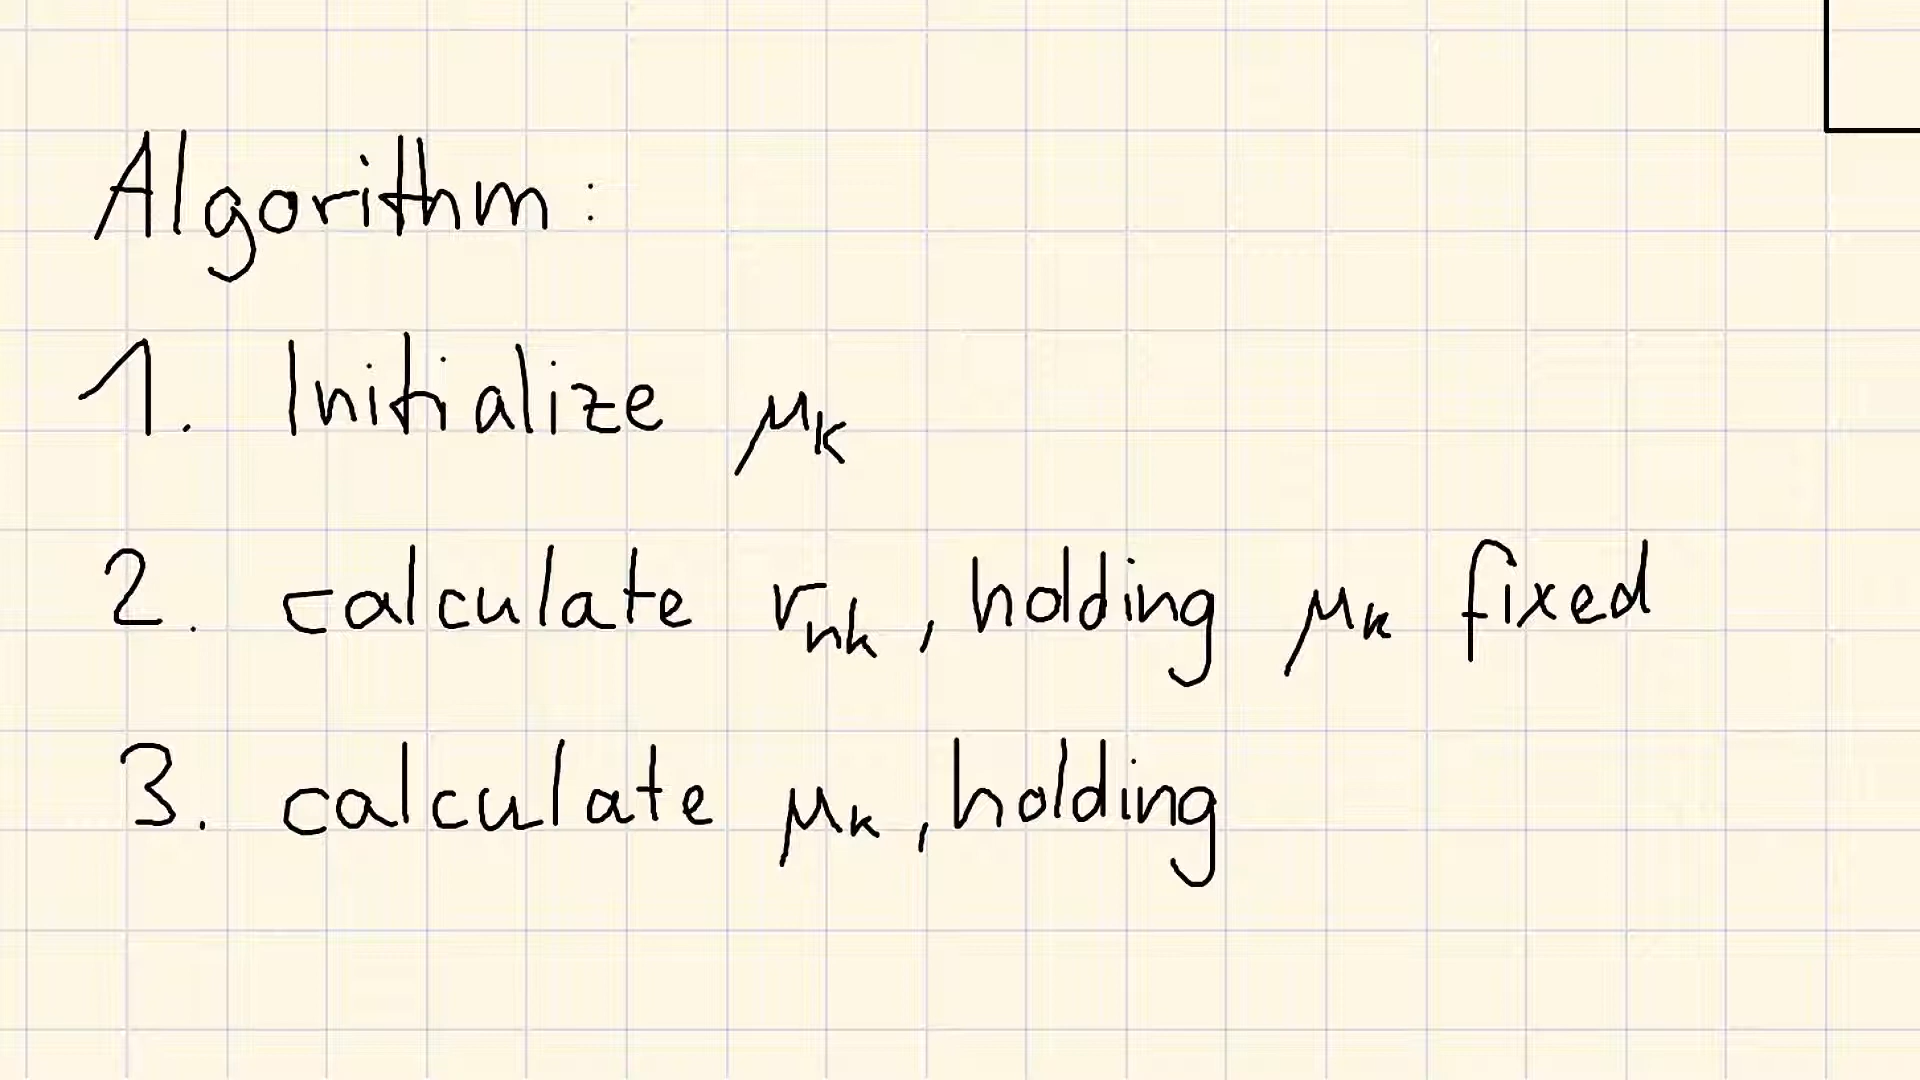 Algorithm:
1. Initialize μₖ
2. calculate rₙₖ, holding μₖ fixed
3. calculate μₖ, holding